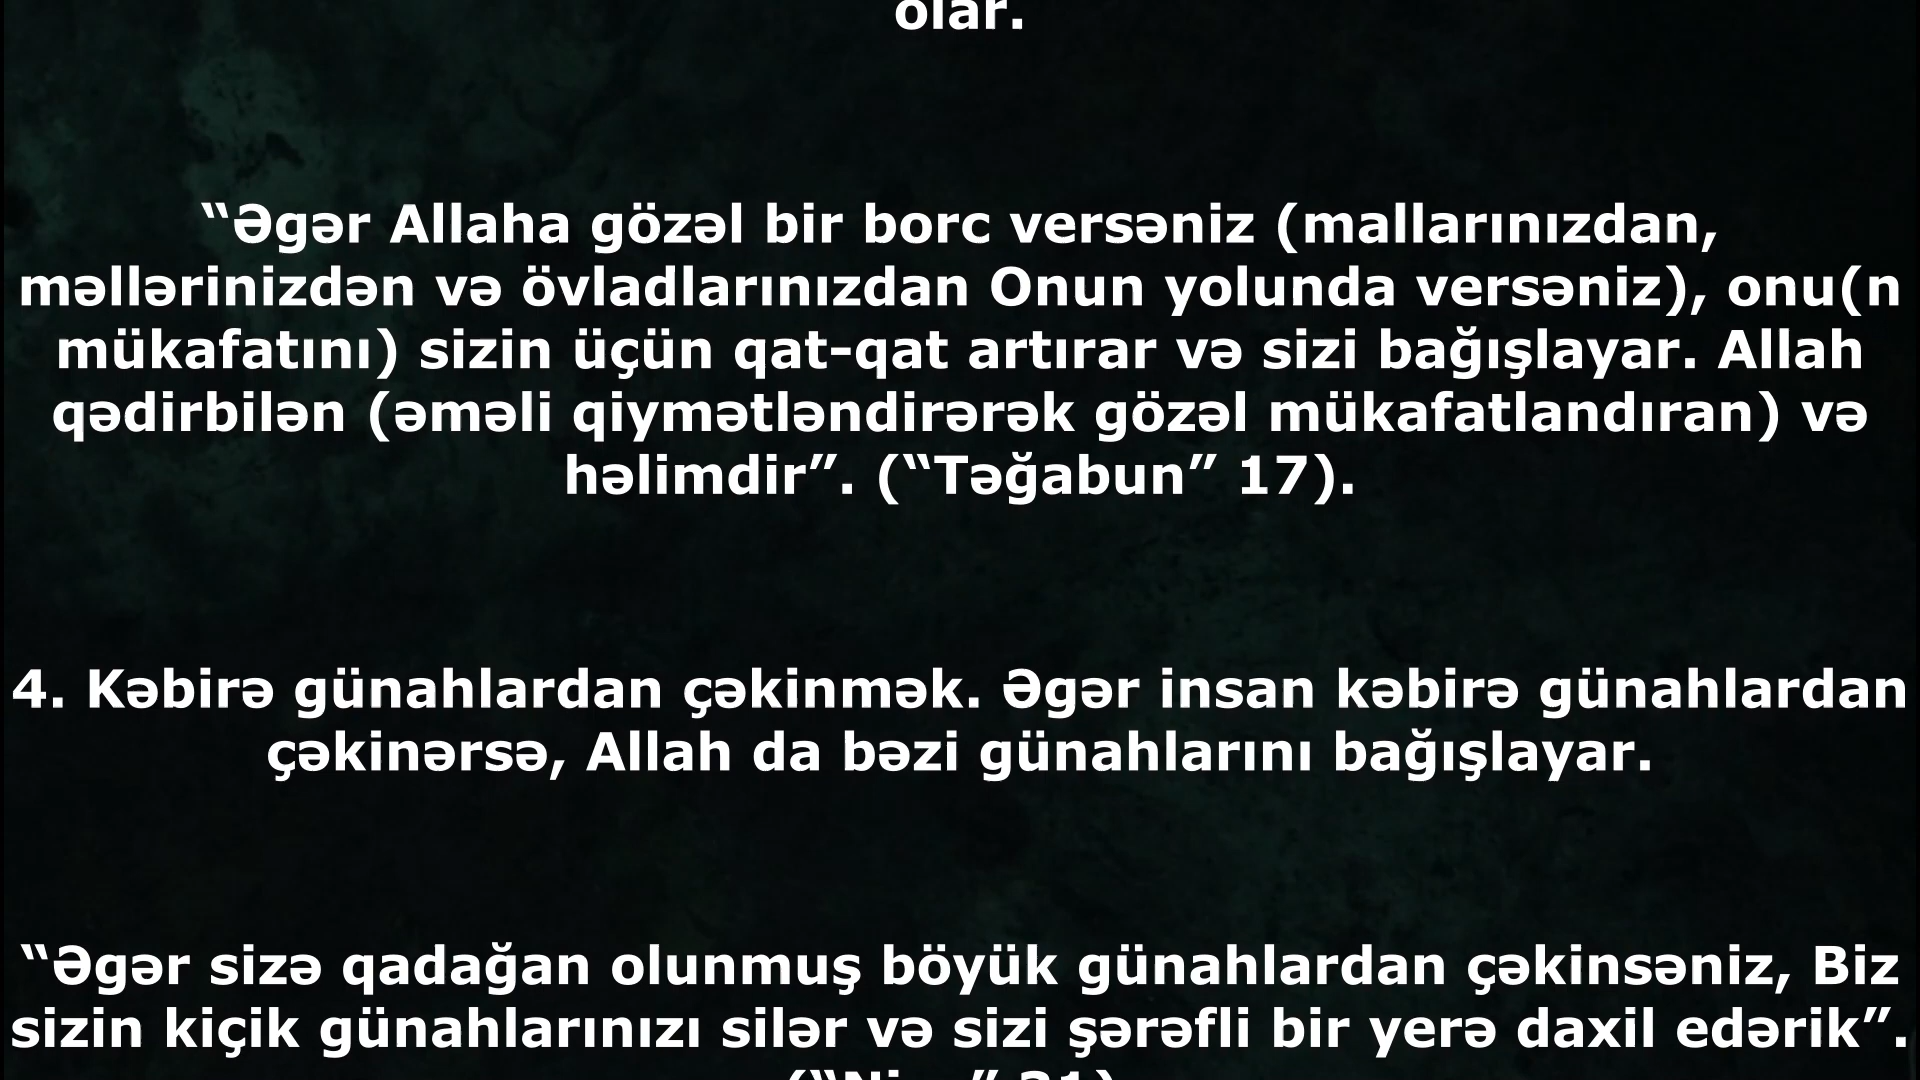 olar.
“Əgər Allaha gözəl bir borc versəniz (mallarınızdan,
məllərinizdən və övladlarınızdan Onun yolunda versəniz), onu(n
mükafatını) sizin üçün qat-qat artırar və sizi bağışlayar. Allah
qədirbilən (əməli qiymətləndirərək gözəl mükafatlandıran) və
həlimdir”. (“Təğabun” 17).
4. Kəbirə günahlardan çəkinmək. Əgər insan kəbirə günahlardan
çəkinərsə, Allah da bəzi günahlarını bağışlayar.
“Əgər sizə qadağan olunmuş böyük günahlardan çəkinsəniz, Biz
sizin kiçik günahlarınızı silər və sizi şərəfli bir yerə daxil edərik”.